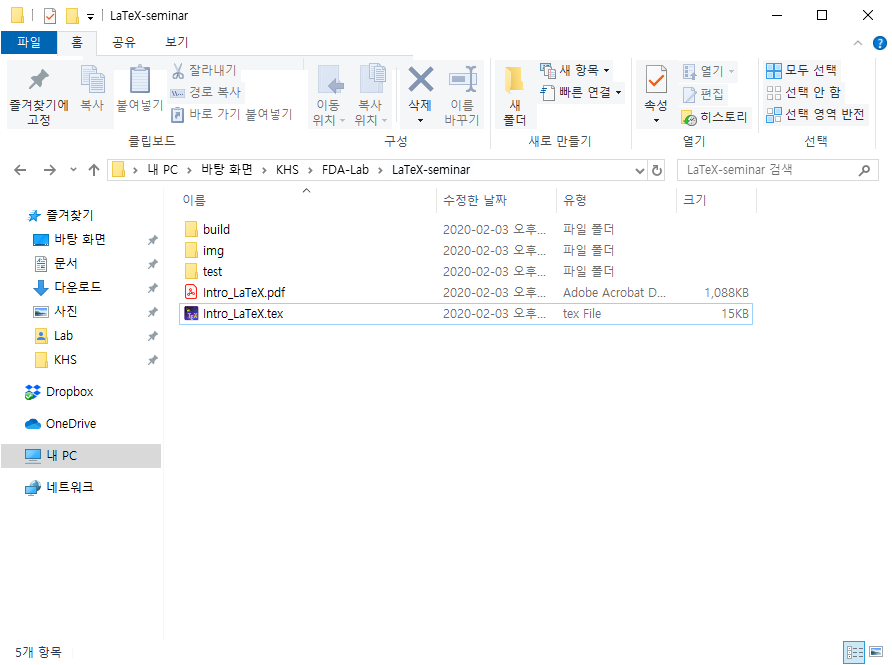 LaTeX-seminar
파일 홈 공유 보기
즐겨찾기에 고정
복사
붙여넣기
잘라내기
경로 복사
바로 가기 붙여넣기
클립보드
이동 위치
복사 위치
삭제
이름 바꾸기
구성
새 폴더
새 항목
빠른 연결
새로 만들기
속성
열기
편집
히스토리
열기
모두 선택
선택 안 함
선택 영역 반전
선택
내 PC › 바탕 화면 › KHS › FDA-Lab › LaTeX-seminar
LaTeX-seminar 검색
즐겨찾기
바탕 화면
문서
다운로드
사진
Lab
KHS
Dropbox
OneDrive
내 PC
네트워크
이름 수정한 날짜 유형 크기
build 2020-02-03 오후... 파일 폴더
img 2020-02-03 오후... 파일 폴더
test 2020-02-03 오후... 파일 폴더
Intro_LaTeX.pdf 2020-02-03 오후... Adobe Acrobat D... 1,088KB
Intro_LaTeX.tex 2020-02-03 오후... tex File 15KB
5개 항목